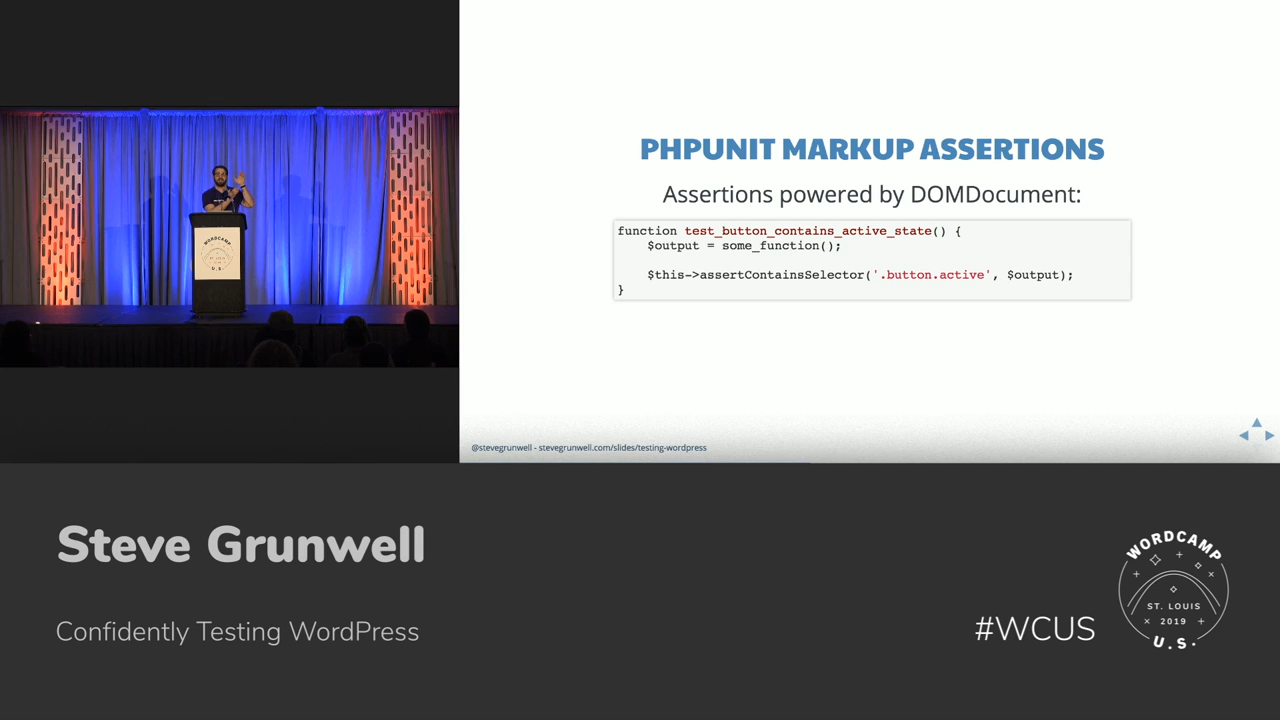 PHPUNIT MARKUP ASSERTIONS
Assertions powered by DOMDocument:
function test_button_contains_active_state() {
$output = some_function();
$this->assertContainsSelector('.button.active', $output);
}
@stevegrunwell - stevegrunwell.com/slides/testing-wordpress
WORDCAMP
U.S.
Steve Grunwell
Confidently Testing WordPress
#WCUS
WORDCAMP
ST. LOUIS
2019
U.S.